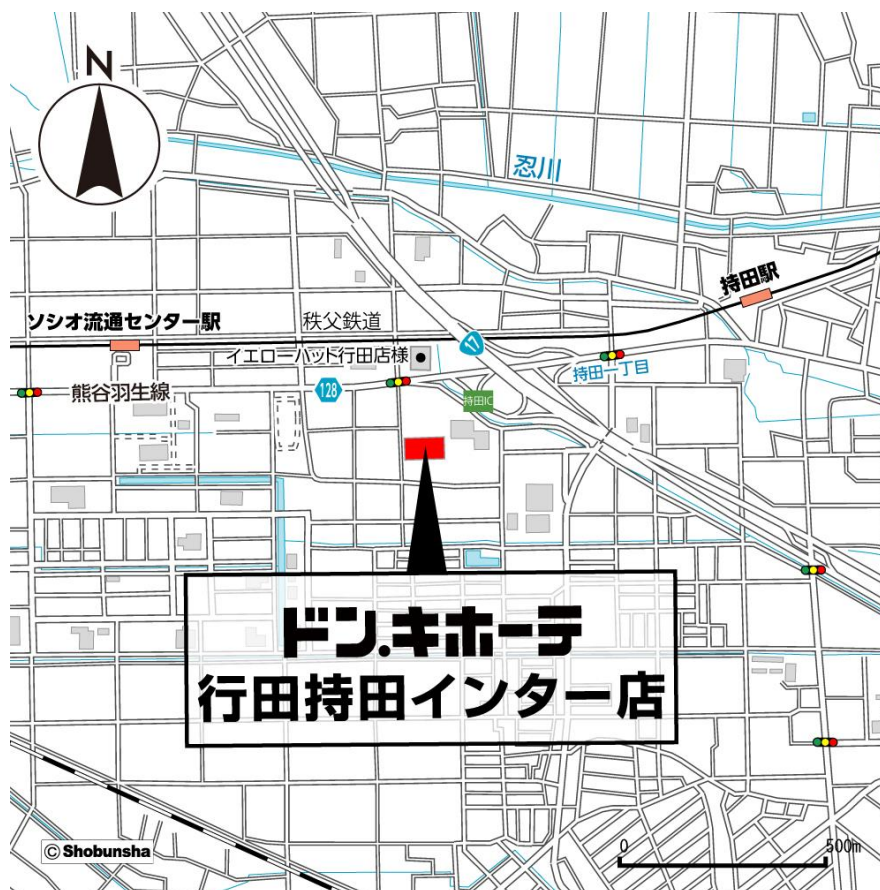 N
忍川
持田駅
ソシオ流通センター駅
秩父鉄道
17
イエローハット行田店様
持田一丁目
128
熊谷羽生線
持田IC
ドン.キホーテ
行田持田インター店
© Shobunsha
0 500m